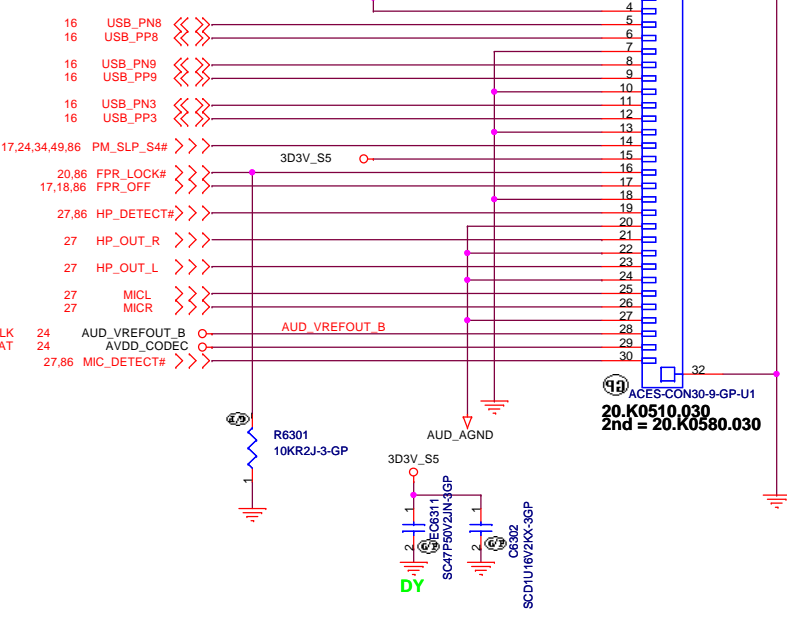 4
16 USB_PN8 5
16 USB_PP8 6
7
16 USB_PN9 8
16 USB_PP9 9
10
16 USB_PN3 11
16 USB_PP3 12
13
17,24,34,49,86 PM_SLP_S4# 14
3D3V_S5 15
20,86 FPR_LOCK# 16
17,18,86 FPR_OFF 17
18
27,86 HP_DETECT# 19
20
27 HP_OUT_R 21
22
27 HP_OUT_L 23
24
27 MICL 25
27 MICR 26
27
LK 24 AUD_VREFOUT_B AUD_VREFOUT_B 28
AT 24 AVDD_CODEC 29
27,86 MIC_DETECT# 30
32
ACES-CON30-9-GP-U1
20.K0510.030
2nd = 20.K0580.030
R6301
10KR2J-3-GP
1
AUD_AGND
3D3V_S5
1
2
EC6311
SC47P50V2JN-3GP
DY
1
2
C6302
SCD1U16V2KX-3GP